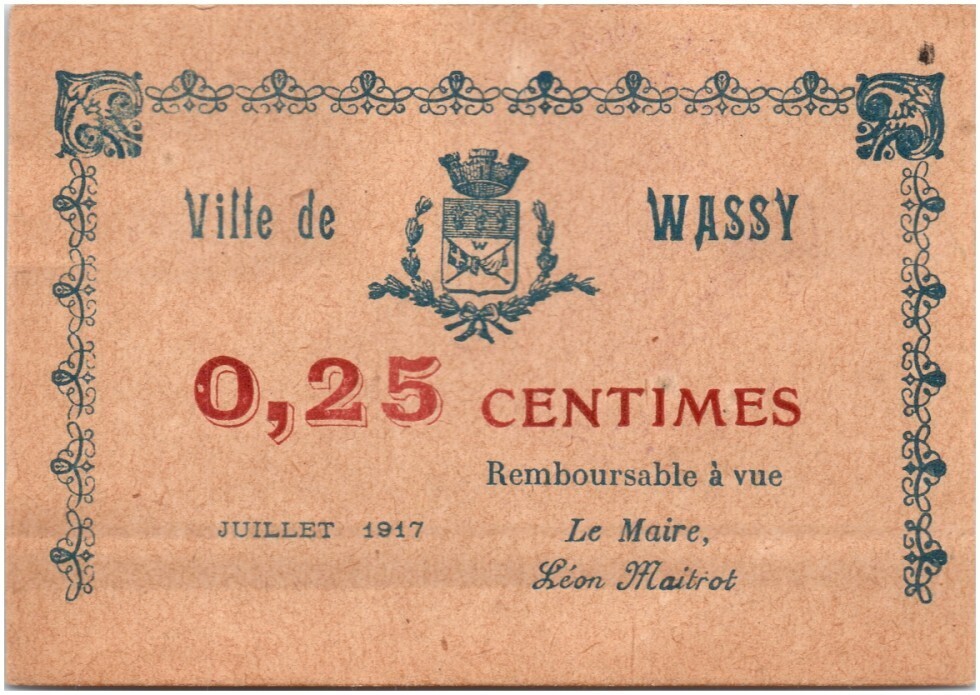 Ville de WASSY
W
0,25 CENTIMES
Remboursable à vue
JUILLET 1917
Le Maire,
Léon Maitrot